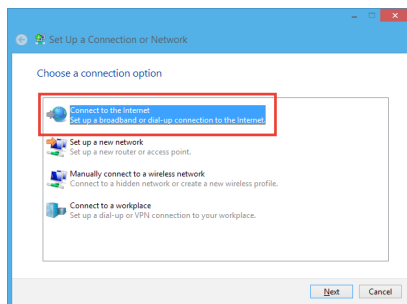 Set Up a Connection or Network
Choose a connection option
Connect to the Internet
Set up a broadband or dial-up connection to the Internet.
Set up a new network
Set up a new router or access point.
Manually connect to a wireless network
Connect to a hidden network or create a new wireless profile.
Connect to a workplace
Set up a dial-up or VPN connection to your workplace.
Next Cancel